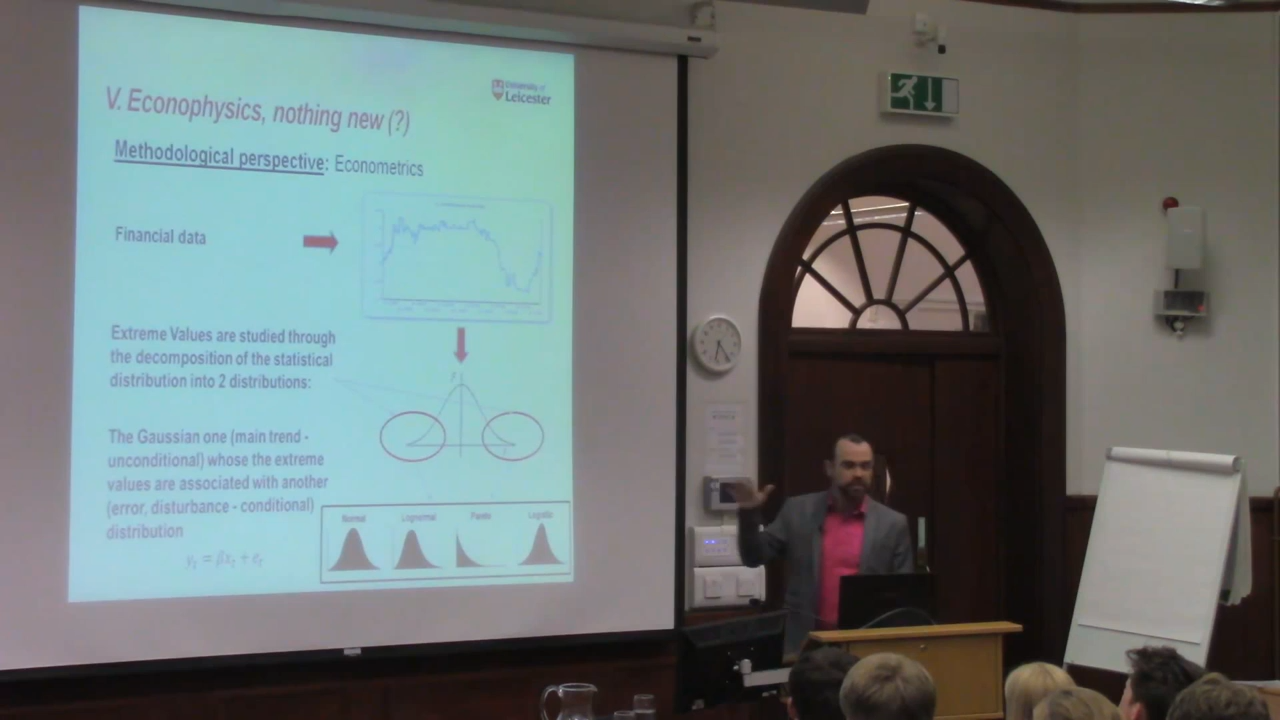 University of
Leicester
V. Econophysics, nothing new (?)
Methodological perspective: Econometrics
Financial data
Extreme Values are studied through
the decomposition of the statistical
distribution into 2 distributions:
The Gaussian one (main trend -
unconditional) whose the extreme
values are associated with another
(error, disturbance - conditional)
distribution
Normal Lognormal Pareto Logistic